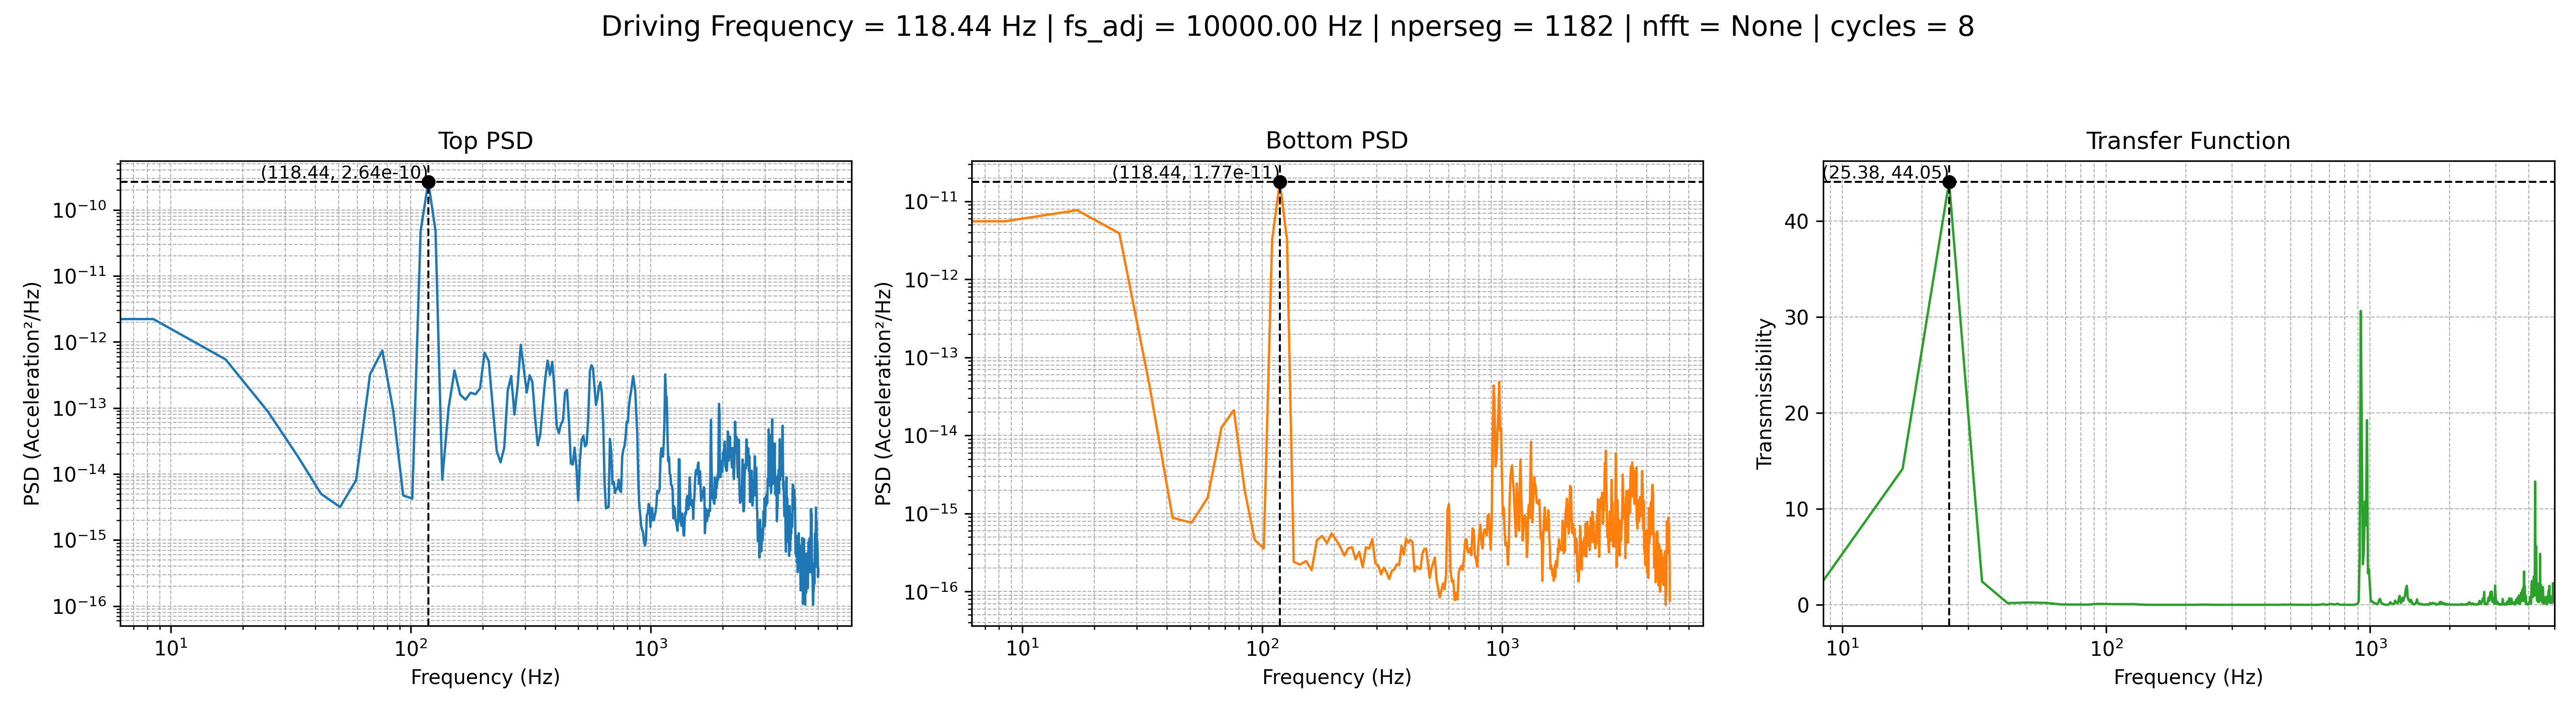 Driving Frequency = 118.44 Hz | fs_adj = 10000.00 Hz | nperseg = 1182 | nfft = None | cycles = 8
Top PSD
(118.44, 2.64e-10)
10⁻¹⁰
10⁻¹¹
10⁻¹²
10⁻¹³
10⁻¹⁴
10⁻¹⁵
10⁻¹⁶
PSD (Acceleration²/Hz)
10¹ 10² 10³
Frequency (Hz)
Bottom PSD
(118.44, 1.77e-11)
10⁻¹¹
10⁻¹²
10⁻¹³
10⁻¹⁴
10⁻¹⁵
10⁻¹⁶
PSD (Acceleration²/Hz)
10¹ 10² 10³
Frequency (Hz)
Transfer Function
(25.38, 44.05)
40
30
20
10
0
Transmissibility
10¹ 10² 10³
Frequency (Hz)